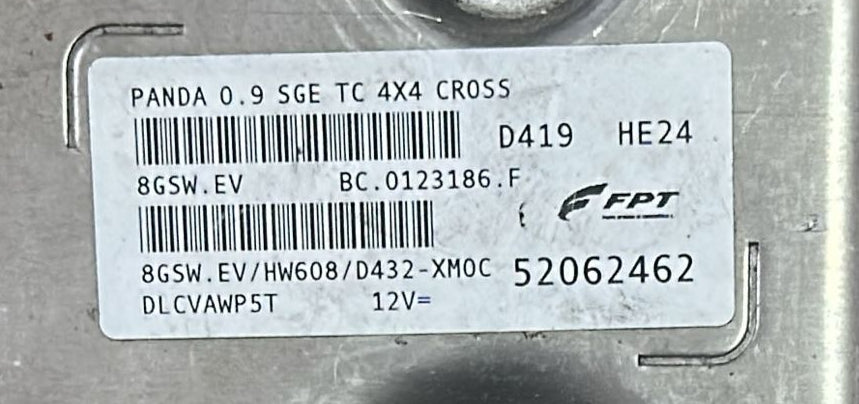 PANDA 0.9 SGE TC 4X4 CROSS
D419 HE24
8GSW.EV BC.0123186.F
FPT
8GSW.EV/HW608/D432-XM0C 52062462
DLCVAWP5T 12V=